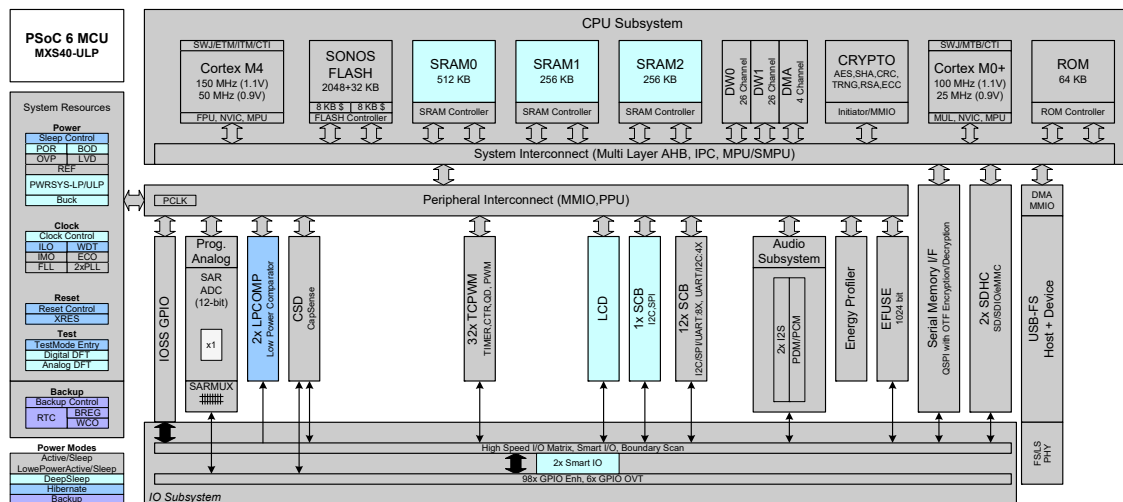 PSoC 6 MCU
MXS40-ULP
System Resources
Power
Sleep Control
POR BOD
OVP LVD
REF
PWRSYS-LP/ULP
Buck
Clock
Clock Control
ILO WDT
IMO ECO
FLL 2xPLL
Reset
Reset Control
XRES
Test
TestMode Entry
Digital DFT
Analog DFT
Backup
Backup Control
RTC BREG
WCO
Power Modes
Active/Sleep
LowePowerActive/Sleep
DeepSleep
Hibernate
Backup
CPU Subsystem
SWJ/ETM/ITM/CTI
Cortex M4
150 MHz (1.1V)
50 MHz (0.9V)
FPU, NVIC, MPU
SONOS
FLASH
2048+32 KB
8 KB $ 8 KB $
FLASH Controller
SRAM0
512 KB
SRAM Controller
SRAM1
256 KB
SRAM Controller
SRAM2
256 KB
SRAM Controller
DW0
26 Channel
DW1
26 Channel
DMA
4 Channel
CRYPTO
AES,SHA,CRC,
TRNG,RSA,ECC
Initiator/MMIO
SWJ/MTB/CTI
Cortex M0+
100 MHz (1.1V)
25 MHz (0.9V)
MUL, NVIC, MPU
ROM
64 KB
ROM Controller
System Interconnect (Multi Layer AHB, IPC, MPU/SMPU)
PCLK
Peripheral Interconnect (MMIO,PPU)
IOSS GPIO
Prog.
Analog
SAR
ADC
(12-bit)
x1
SARMUX
2x LPCOMP
Low Power Comparator
CSD
CapSense
32x TCPWM
TIMER,CTR,QD, PWM
LCD
1x SCB
I2C,SPI
12x SCB
I2C/SPI/UART:8X, UART/I2C:4X
Audio
Subsystem
2x I2S
PDM/PCM
Energy Profiler
EFUSE
1024 bit
Serial Memory I/F
QSPI with OTF Encryption/Decryption
2x SDHC
SD/SDIO/eMMC
DMA
MMIO
USB-FS
Host + Device
FS/LS
PHY
High Speed I/O Matrix, Smart I/O, Boundary Scan
2x Smart IO
98x GPIO Enh, 6x GPIO OVT
IO Subsystem